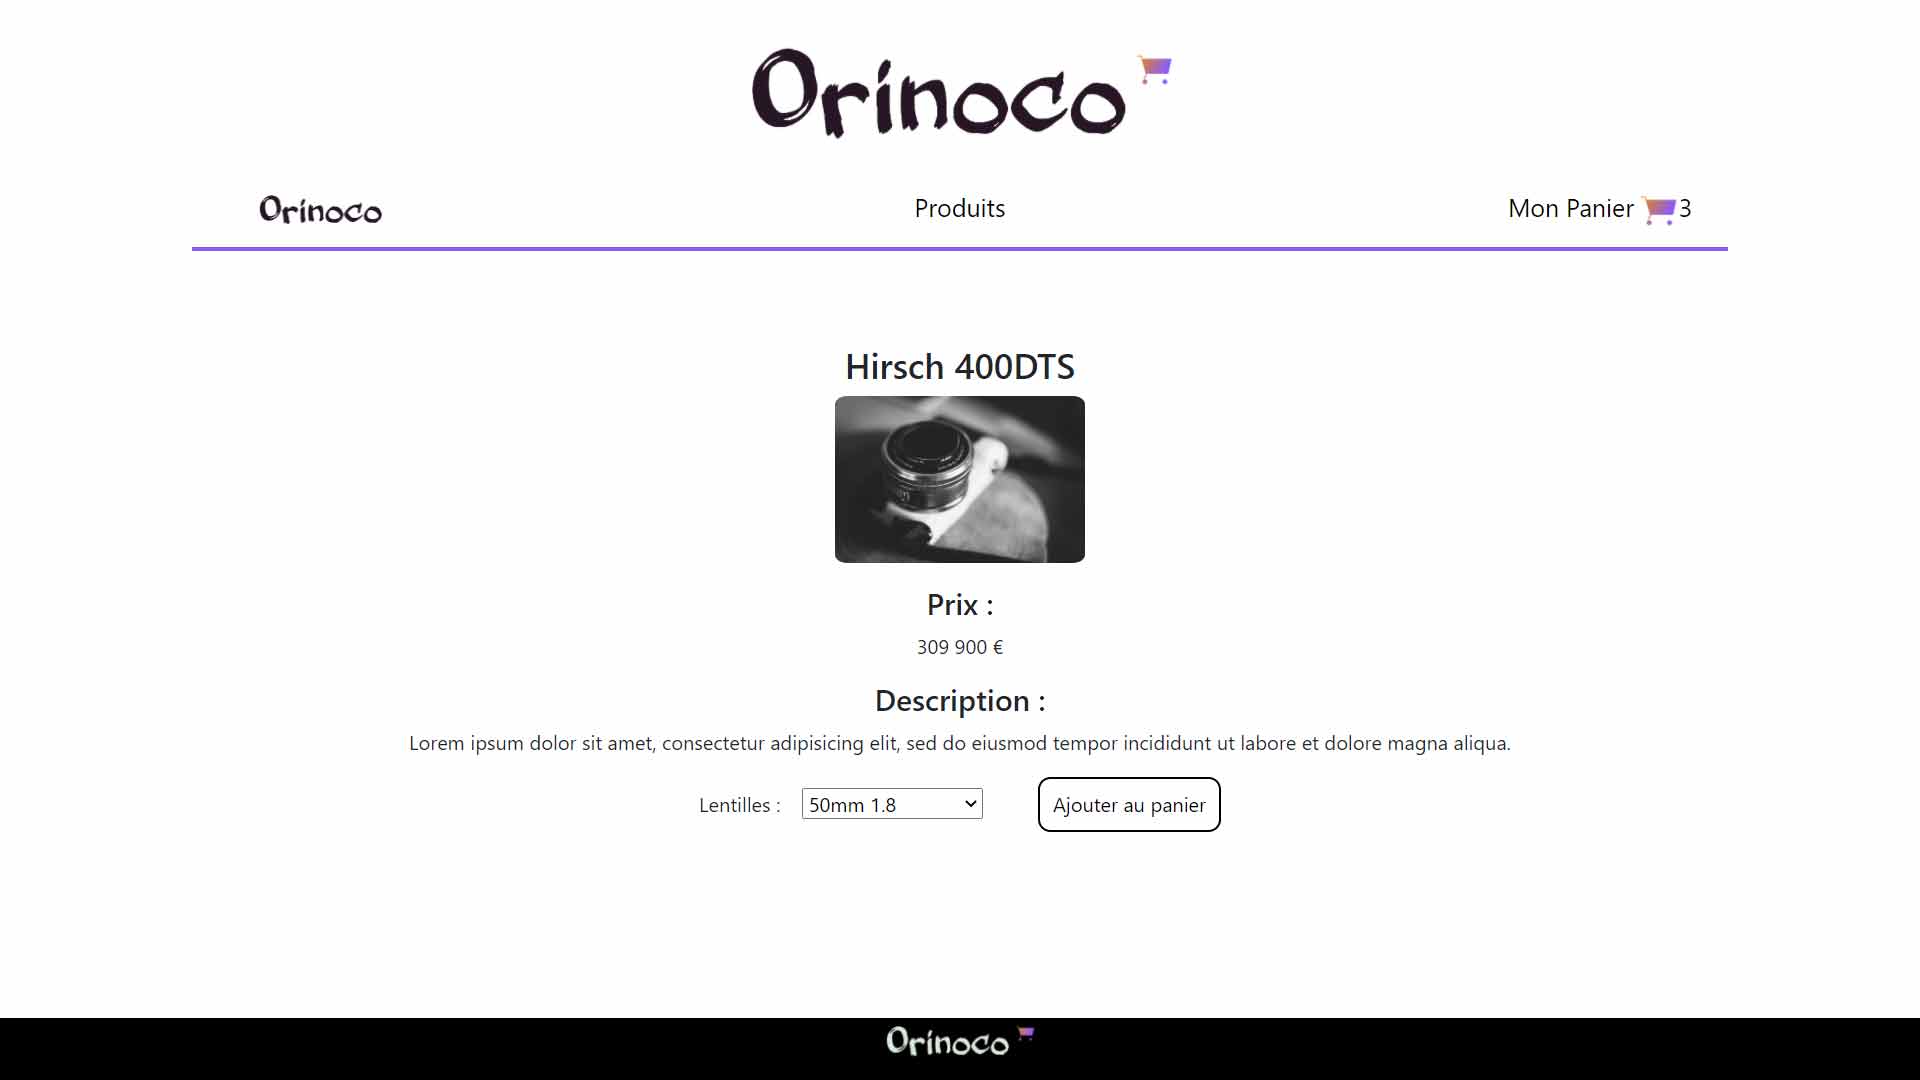 Orinoco
Orinoco
Produits
Mon Panier 3
Hirsch 400DTS
Prix :
309 900 €
Description :
Lorem ipsum dolor sit amet, consectetur adipisicing elit, sed do eiusmod tempor incididunt ut labore et dolore magna aliqua.
Lentilles : 50mm 1.8 Ajouter au panier
Orinoco